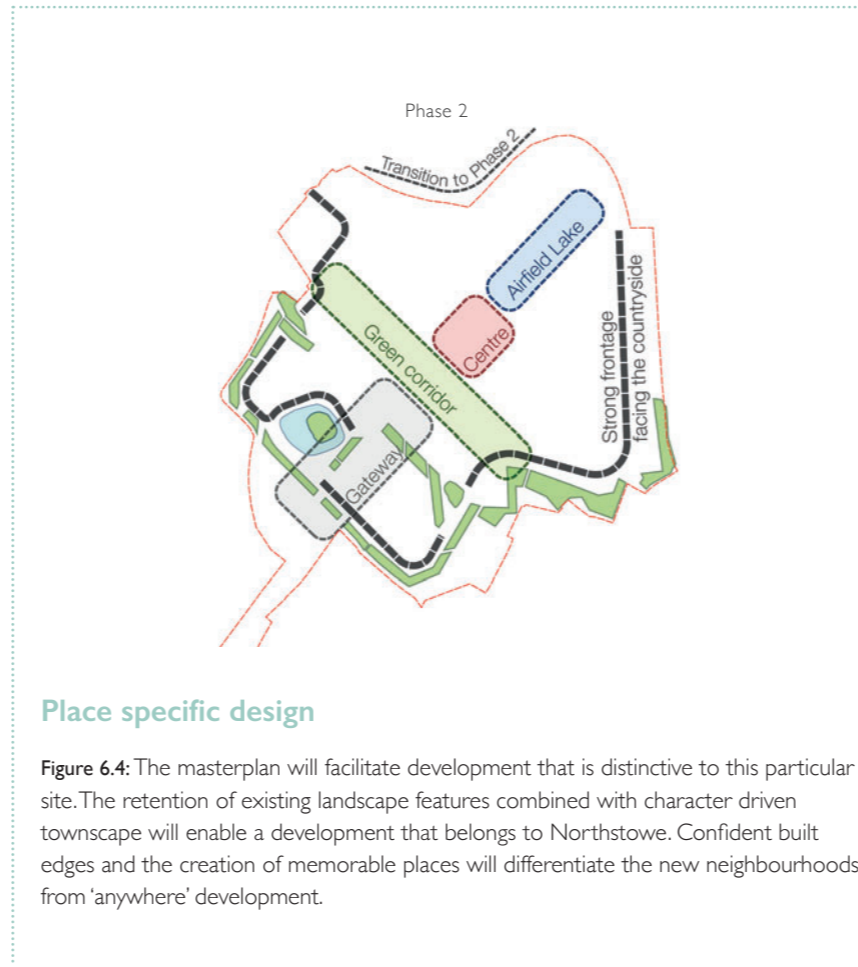 Phase 2
Transition to Phase 2
Airfield Lake
Centre
Green corridor
Strong frontage
facing the countryside
Gateway
Place specific design
Figure 6.4: The masterplan will facilitate development that is distinctive to this particular
site. The retention of existing landscape features combined with character driven
townscape will enable a development that belongs to Northstowe. Confident built
edges and the creation of memorable places will differentiate the new neighbourhoods
from ‘anywhere’ development.